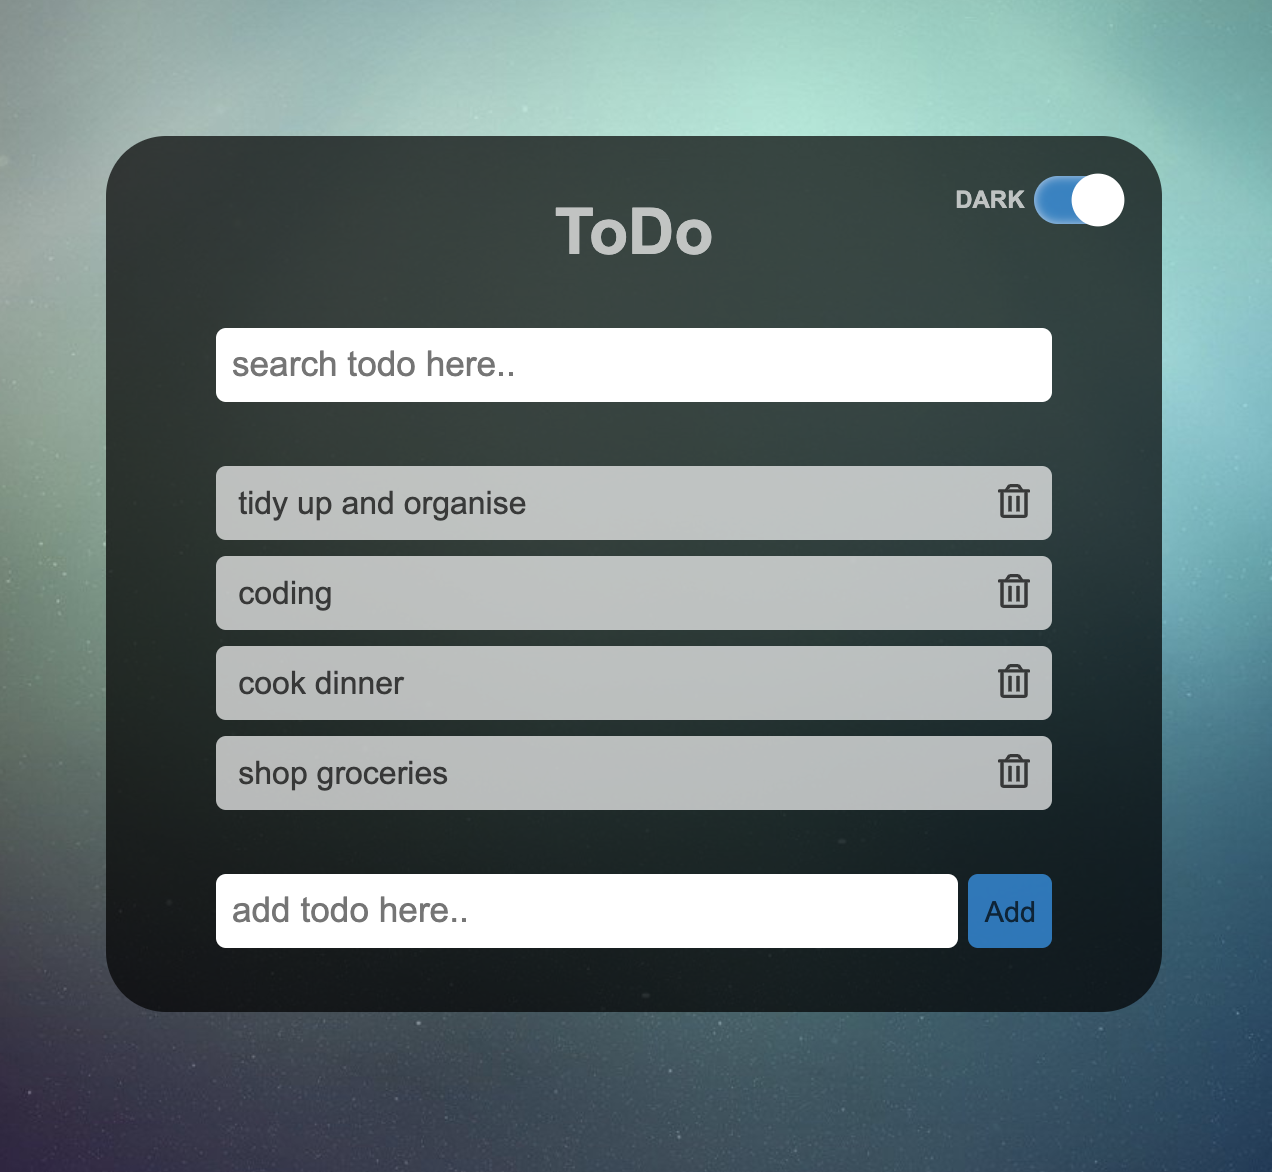 DARK
ToDo
search todo here..
tidy up and organise
coding
cook dinner
shop groceries
add todo here..
Add